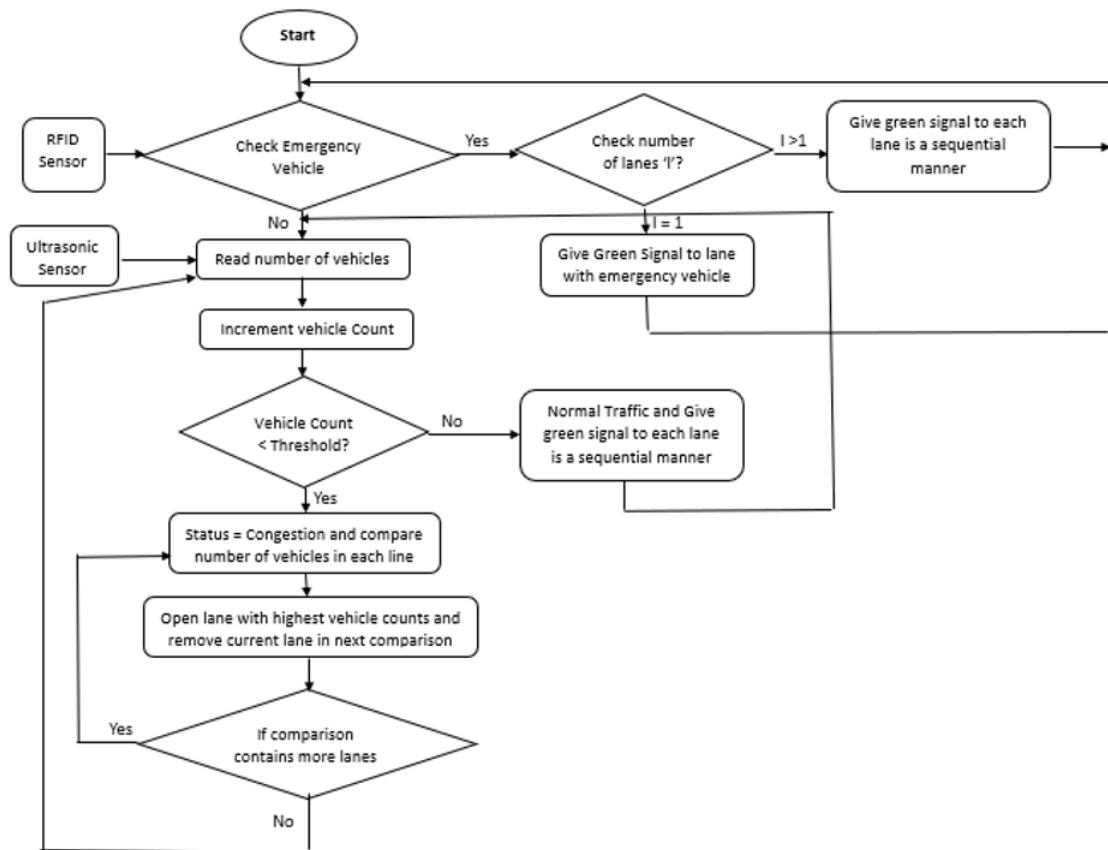 Start
RFID
Sensor
Check Emergency
Vehicle
Yes
Check number
of lanes 'l'?
l >1
Give green signal to each
lane is a sequential
manner
No
l = 1
Ultrasonic
Sensor
Read number of vehicles
Give Green Signal to lane
with emergency vehicle
Increment vehicle Count
Vehicle Count
< Threshold?
No
Normal Traffic and Give
green signal to each lane
is a sequential manner
Yes
Status = Congestion and compare
number of vehicles in each line
Open lane with highest vehicle counts and
remove current lane in next comparison
Yes
If comparison
contains more lanes
No